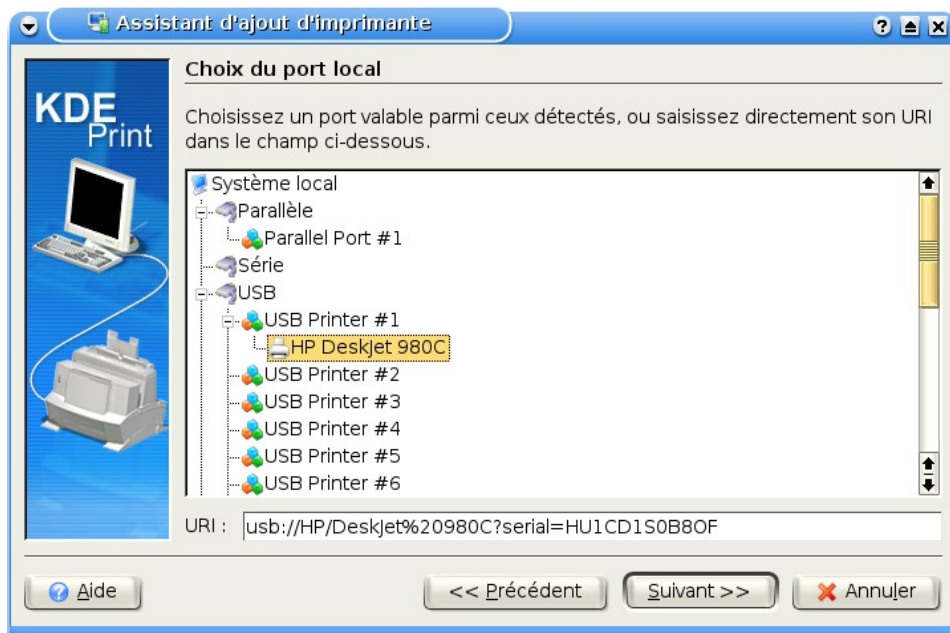 Assistant d'ajout d'imprimante
Choix du port local
KDE
Print
Choisissez un port valable parmi ceux détectés, ou saisissez directement son URI
dans le champ ci-dessous.
Système local
Parallèle
Parallel Port #1
Série
USB
USB Printer #1
HP DeskJet 980C
USB Printer #2
USB Printer #3
USB Printer #4
USB Printer #5
USB Printer #6
URI : usb://HP/DeskJet%20980C?serial=HU1CD1S0B8OF
Aide
<< Précédent
Suivant >>
Annuler